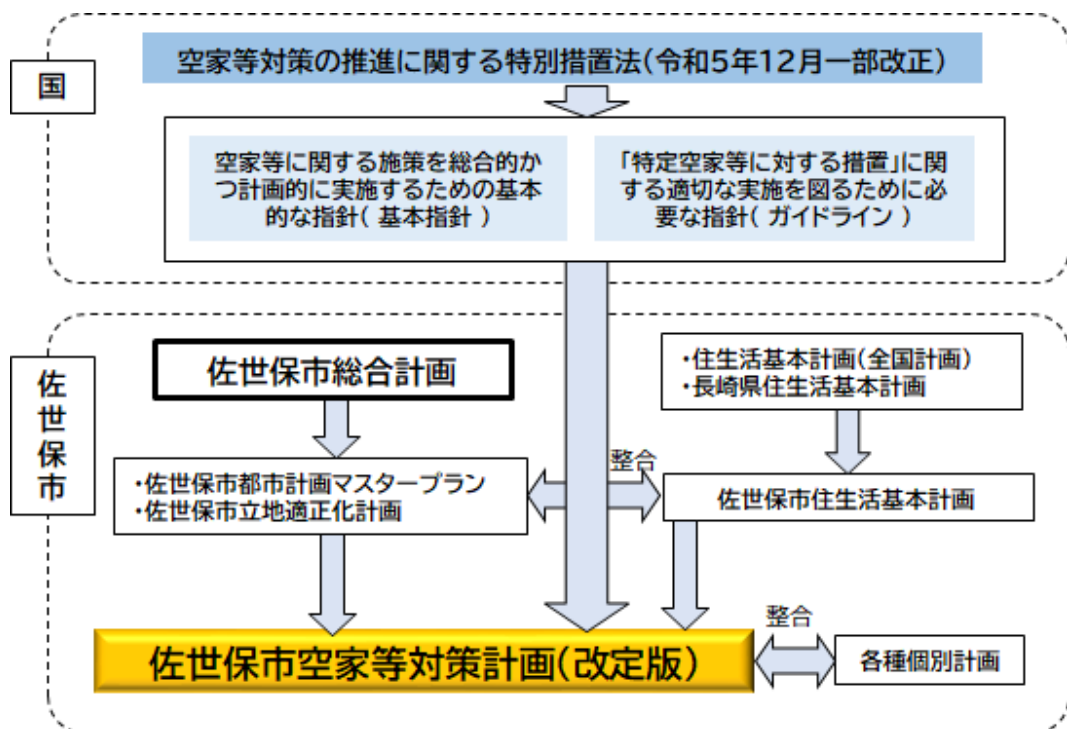 国
空家等対策の推進に関する特別措置法(令和5年12月一部改正)
空家等に関する施策を総合的か
つ計画的に実施するための基本
的な指針( 基本指針 )
「特定空家等に対する措置」に関
する適切な実施を図るために必
要な指針( ガイドライン )
佐世保市
佐世保市総合計画
・住生活基本計画(全国計画)
・長崎県住生活基本計画
・佐世保市都市計画マスタープラン
・佐世保市立地適正化計画
整合
佐世保市住生活基本計画
佐世保市空家等対策計画(改定版)
整合
各種個別計画